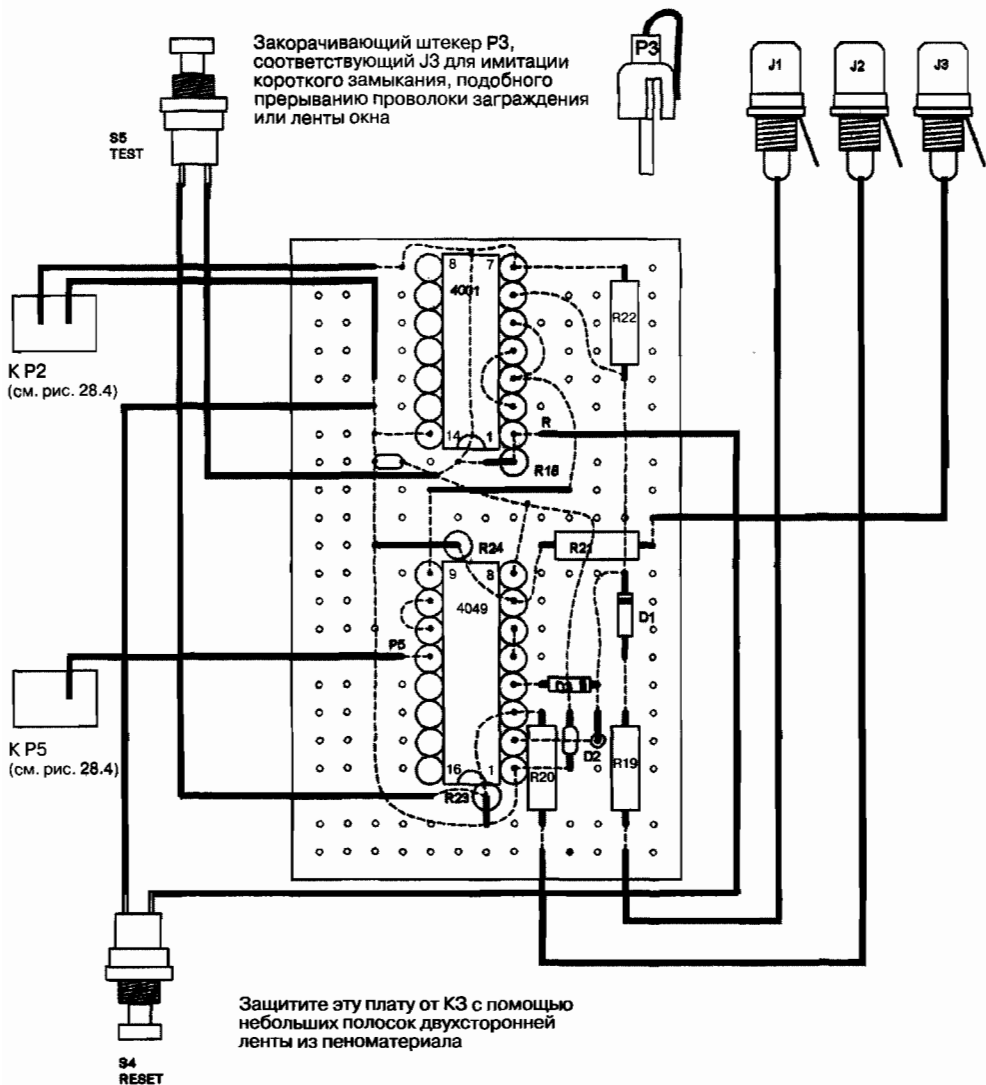 Закорачивающий штекер P3,
соответствующий J3 для имитации
короткого замыкания, подобного
прерыванию проволоки заграждения
или ленты окна
P3
J1
J2
J3
S5
TEST
8
7
4001
R22
К P2
(см. рис. 28.4)
14
1
R
R18
R24
R21
9
8
4049
D1
P5
D3
К P5
(см. рис. 28.4)
D2
R20
R19
16
1
R23
Защитите эту плату от КЗ с помощью
небольших полосок двухсторонней
ленты из пеноматериала
S4
RESET